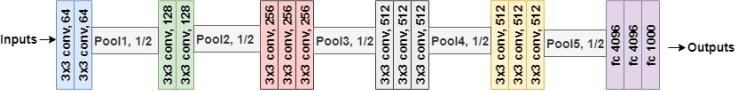 Inputs
3x3 conv, 64
3x3 conv, 64
Pool1, 1/2
3x3 conv, 128
3x3 conv, 128
Pool2, 1/2
3x3 conv, 256
3x3 conv, 256
3x3 conv, 256
Pool3, 1/2
3x3 conv, 512
3x3 conv, 512
3x3 conv, 512
Pool4, 1/2
3x3 conv, 512
3x3 conv, 512
3x3 conv, 512
Pool5, 1/2
fc 4096
fc 4096
fc 1000
Outputs